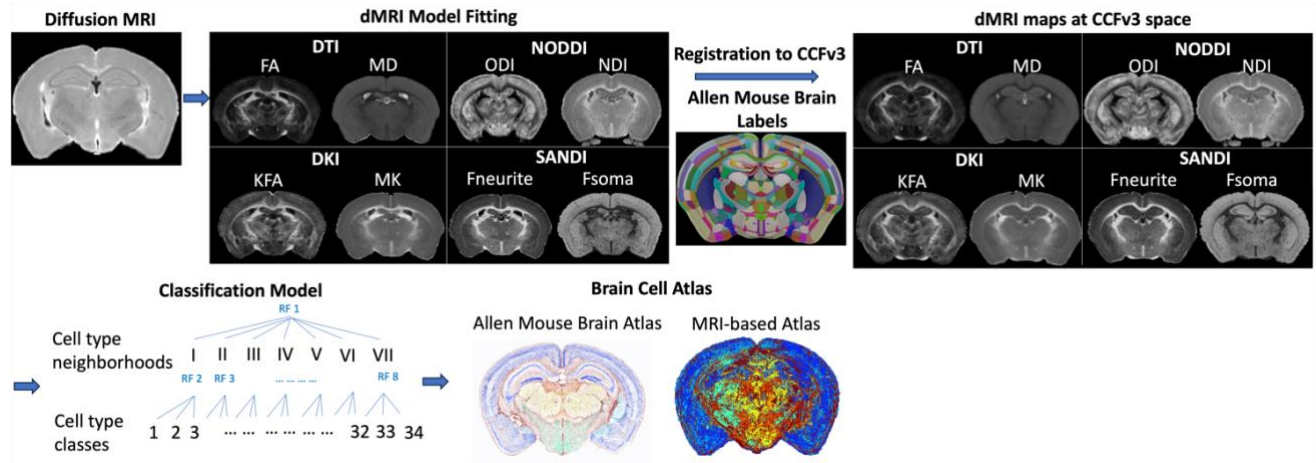 Diffusion MRI
dMRI Model Fitting
DTI
FA MD
NODDI
ODI NDI
DKI
KFA MK
SANDI
Fneurite Fsoma
Registration to CCFv3
Allen Mouse Brain
Labels
dMRI maps at CCFv3 space
DTI
FA MD
NODDI
ODI NDI
DKI
KFA MK
SANDI
Fneurite Fsoma
Classification Model
RF 1
Cell type
neighborhoods
I II III IV V VI VII
RF 2 RF 3 ... ... ... ... RF 8
Cell type
classes
1 2 3 ... ... ... ... ... ... 32 33 34
Brain Cell Atlas
Allen Mouse Brain Atlas
MRI-based Atlas